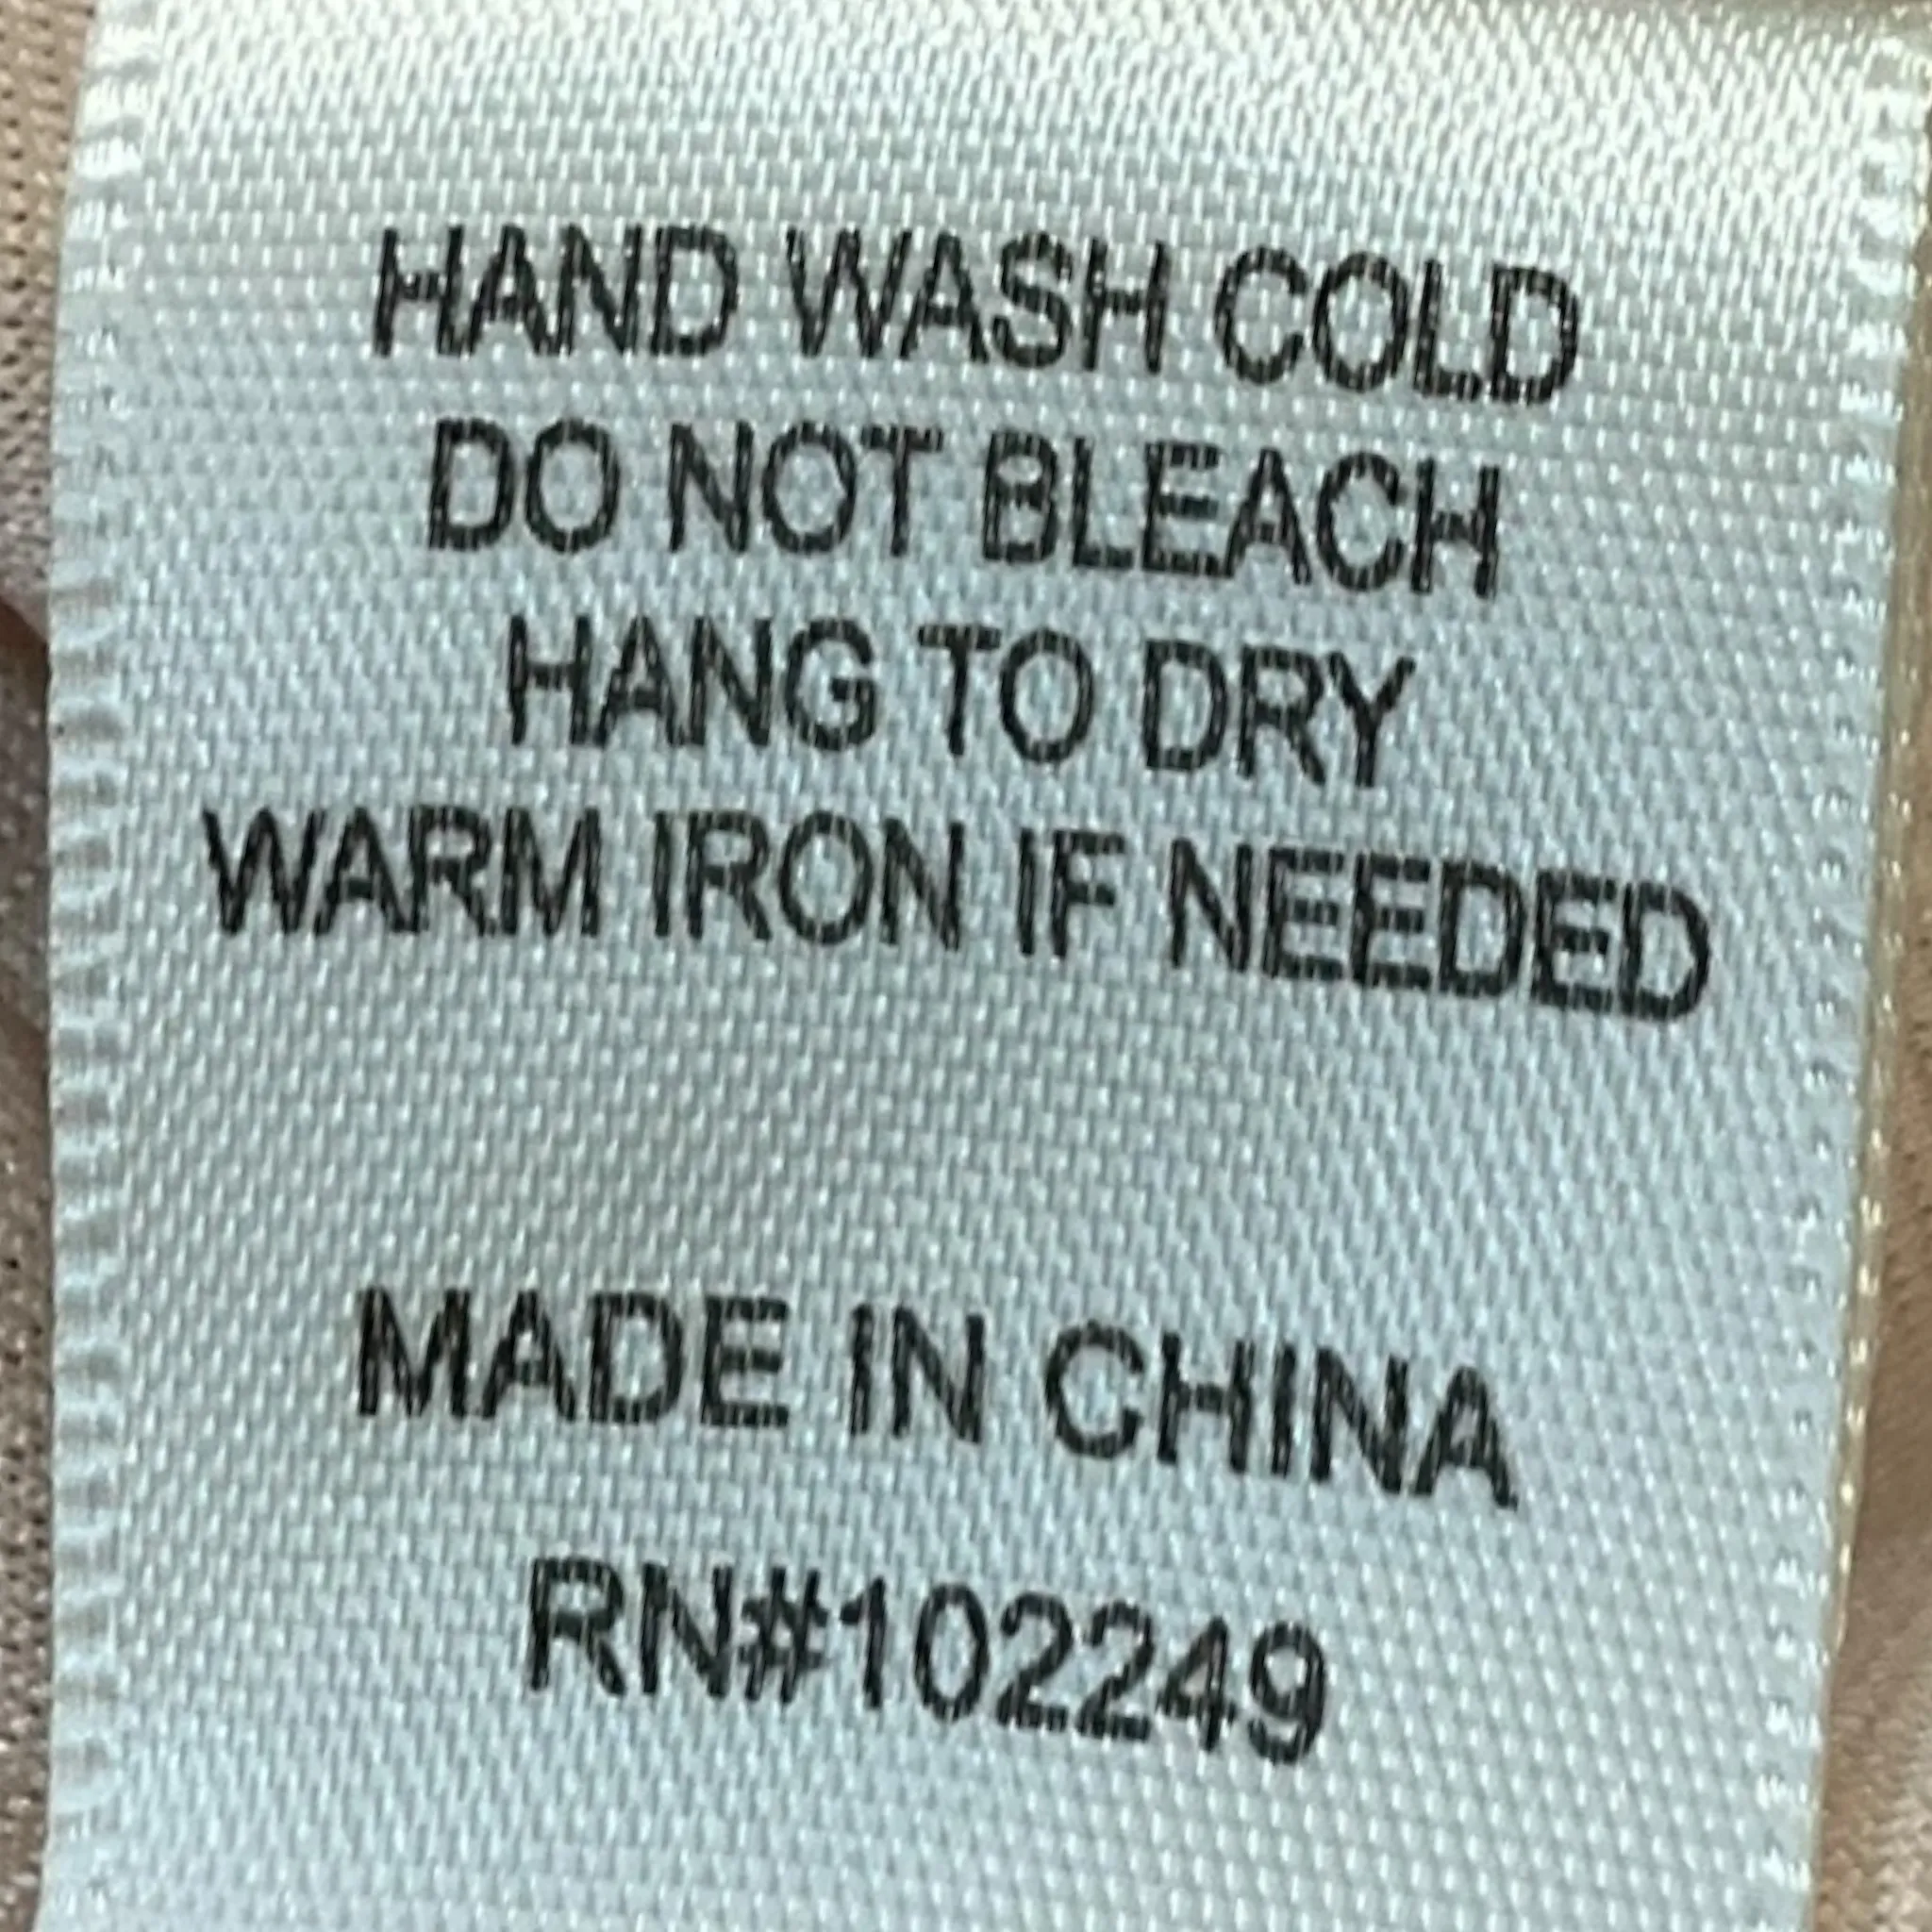 HAND WASH COLD
DO NOT BLEACH
HANG TO DRY
WARM IRON IF NEEDED
MADE IN CHINA
RN#102249